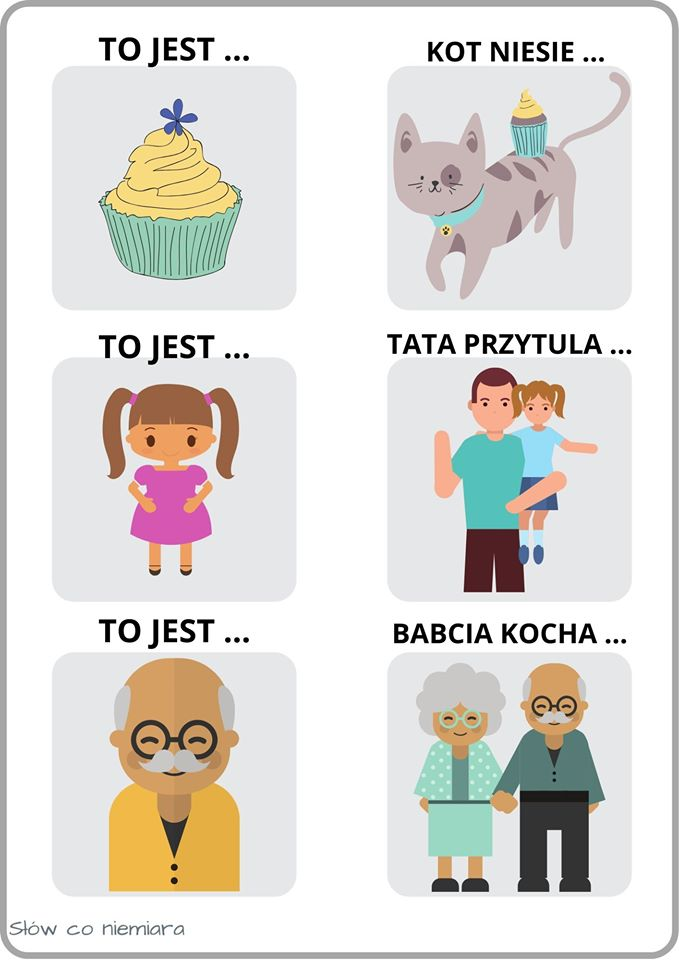 TO JEST ...
KOT NIESIE ...
TO JEST ...
TATA PRZYTULA ...
TO JEST ...
BABCIA KOCHA ...
Słów co niemiara